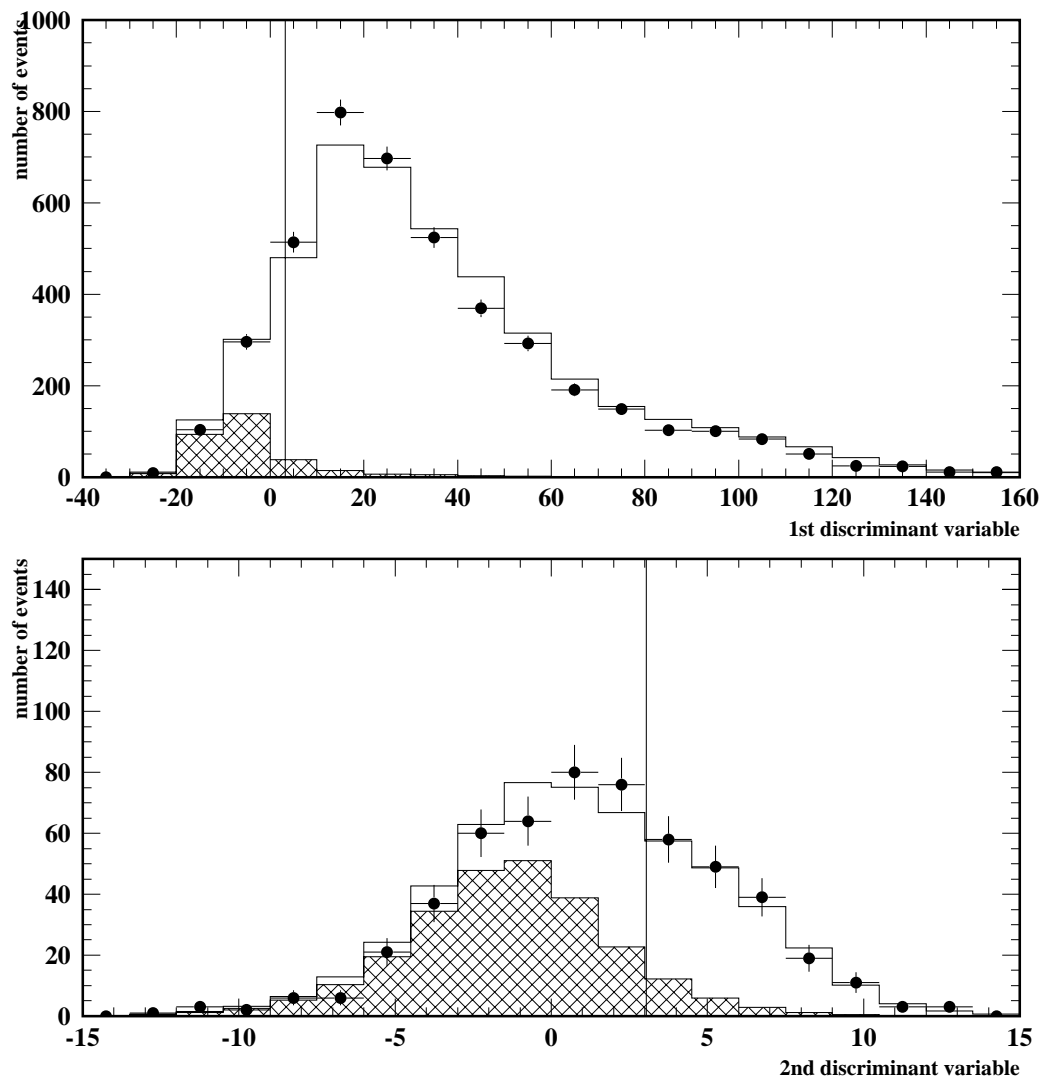 number of events
1000
800
600
400
200
0
-40 -20 0 20 40 60 80 100 120 140 160
1st discriminant variable
number of events
140
120
100
80
60
40
20
0
-15 -10 -5 0 5 10 15
2nd discriminant variable